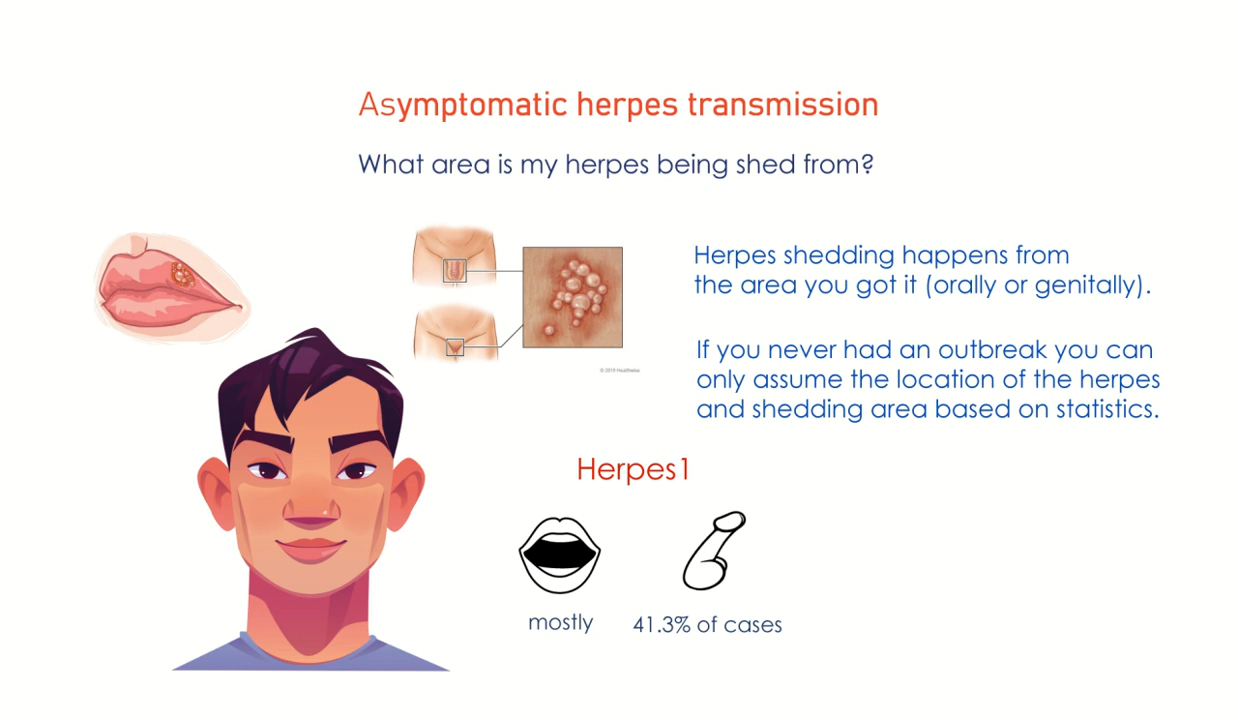 Asymptomatic herpes transmission
What area is my herpes being shed from?
Herpes shedding happens from
the area you got it (orally or genitally).
If you never had an outbreak you can
only assume the location of the herpes
and shedding area based on statistics.
Herpes1
mostly
41.3% of cases